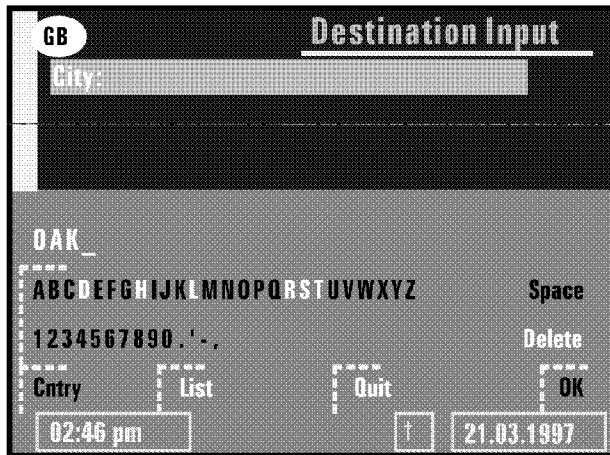 GB
Destination Input
City:
OAK_
ABCDEFGHIJKLMNOPQRSTUVWXYZ Space
1234567890.'-, Delete
Cntry List Quit OK
02:46 pm † 21.03.1997